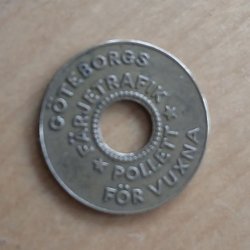 GÖTEBORGS
FÄRJETRAFIK
★ POLLETT ★
FÖR VUXNA